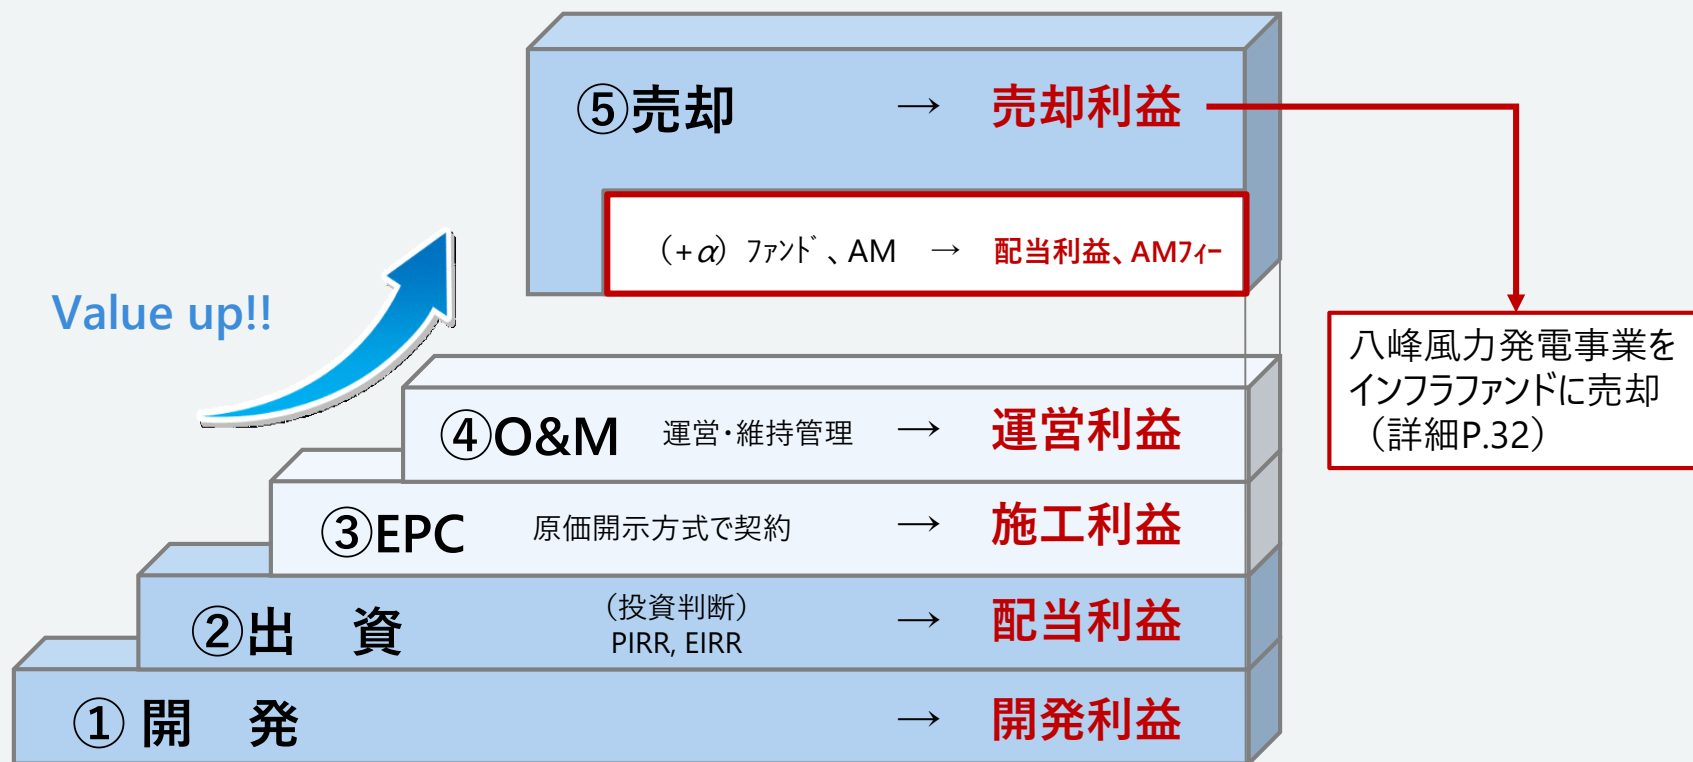 ⑤売却 → 売却利益
(+α) ファンド、AM → 配当利益、AMフィー
Value up!!
八峰風力発電事業を
インフラファンドに売却
(詳細P.32)
④O&M 運営・維持管理 → 運営利益
③EPC 原価開示方式で契約 → 施工利益
②出 資 (投資判断) → 配当利益
PIRR, EIRR
① 開 発 → 開発利益